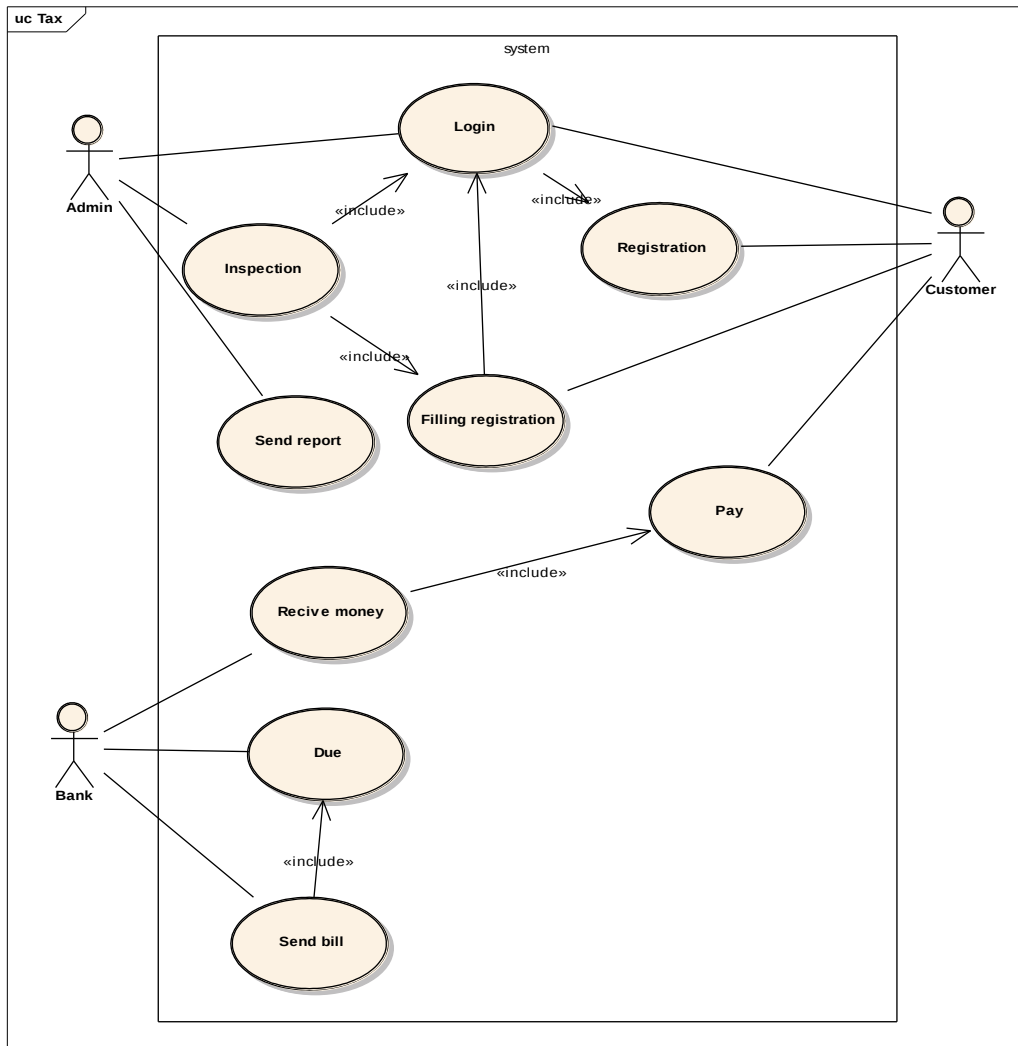 uc Tax
system
Login
Admin
«include»
«include»
Registration
Inspection
Customer
«include»
«include»
Filling registration
Send report
Pay
«include»
Recive money
Due
Bank
«include»
Send bill